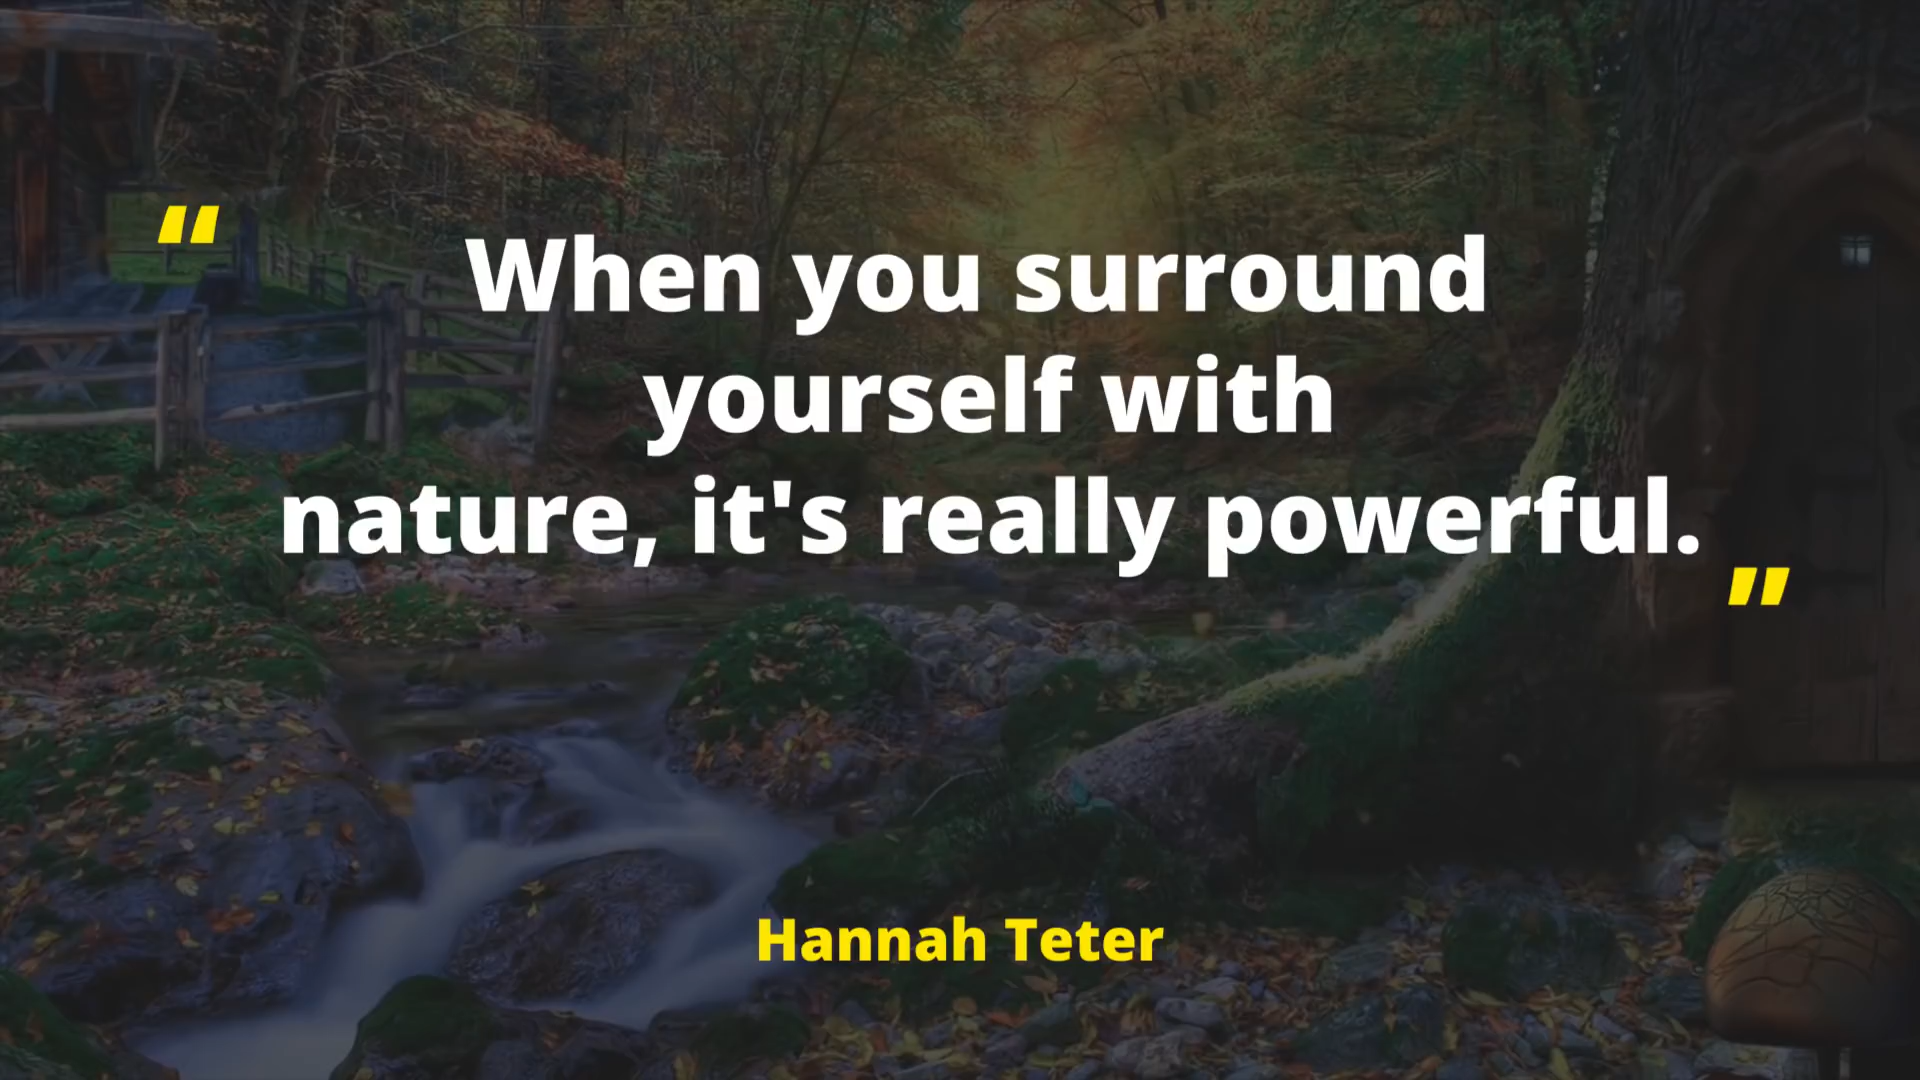 “
When you surround
yourself with
nature, it's really powerful.
”
Hannah Teter